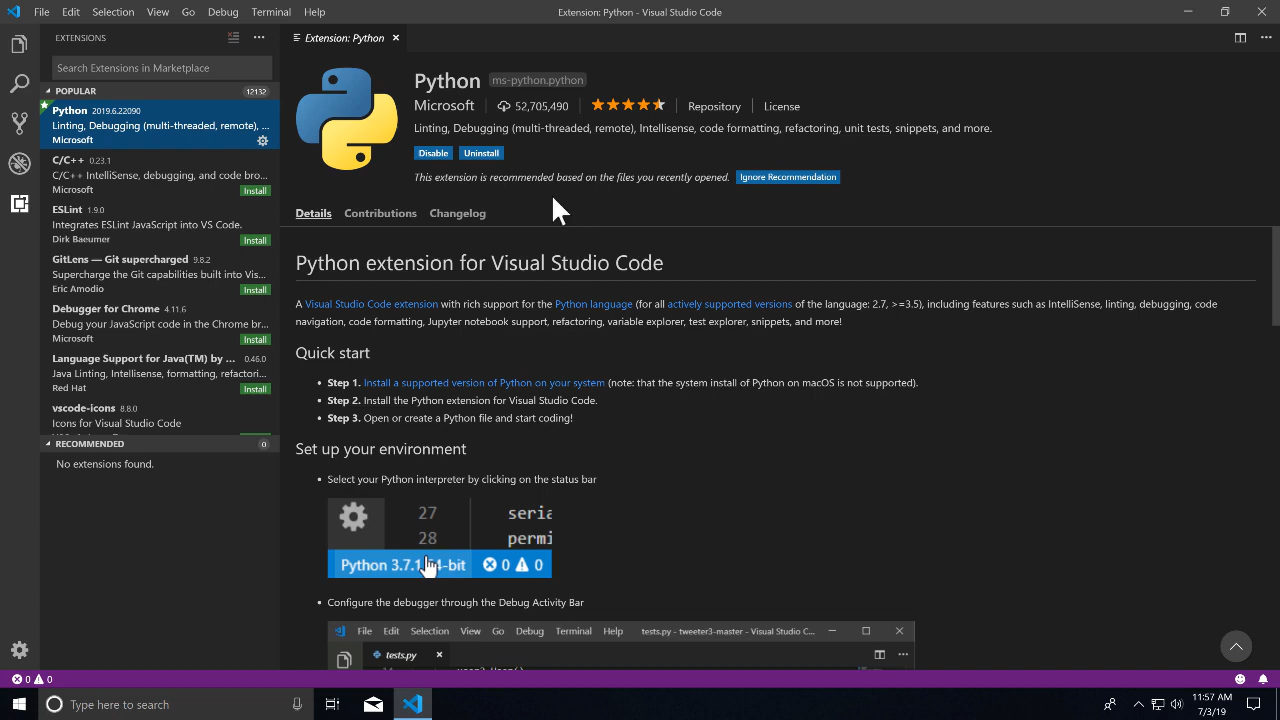 File Edit Selection View Go Debug Terminal Help
Extension: Python - Visual Studio Code
EXTENSIONS
Search Extensions in Marketplace
POPULAR 12132
Python 2019.6.22090
Linting, Debugging (multi-threaded, remote), ...
Microsoft
C/C++ 0.23.1
C/C++ IntelliSense, debugging, and code bro...
Microsoft Install
ESLint 1.9.0
Integrates ESLint JavaScript into VS Code.
Dirk Baeumer Install
GitLens — Git supercharged 9.8.2
Supercharge the Git capabilities built into Vis...
Eric Amodio Install
Debugger for Chrome 4.11.6
Debug your JavaScript code in the Chrome br...
Microsoft Install
Language Support for Java(TM) by ... 0.46.0
Java Linting, Intellisense, formatting, refactori...
Red Hat Install
vscode-icons 8.8.0
Icons for Visual Studio Code
RECOMMENDED 0
No extensions found.
Extension: Python
Python ms-python.python
Microsoft 52,705,490 Repository License
Linting, Debugging (multi-threaded, remote), Intellisense, code formatting, refactoring, unit tests, snippets, and more.
Disable Uninstall
This extension is recommended based on the files you recently opened. Ignore Recommendation
Details Contributions Changelog
Python extension for Visual Studio Code
A Visual Studio Code extension with rich support for the Python language (for all actively supported versions of the language: 2.7, >=3.5), including features such as IntelliSense, linting, debugging, code
navigation, code formatting, Jupyter notebook support, refactoring, variable explorer, test explorer, snippets, and more!
Quick start
• Step 1. Install a supported version of Python on your system (note: that the system install of Python on macOS is not supported).
• Step 2. Install the Python extension for Visual Studio Code.
• Step 3. Open or create a Python file and start coding!
Set up your environment
• Select your Python interpreter by clicking on the status bar
27 seria
28 permi
Python 3.7.1 64-bit 0 0
• Configure the debugger through the Debug Activity Bar
File Edit Selection View Go Debug Terminal Help tests.py - tweeter3-master - Visual Studio C...
tests.py
0 0
Type here to search
11:57 AM
7/3/19